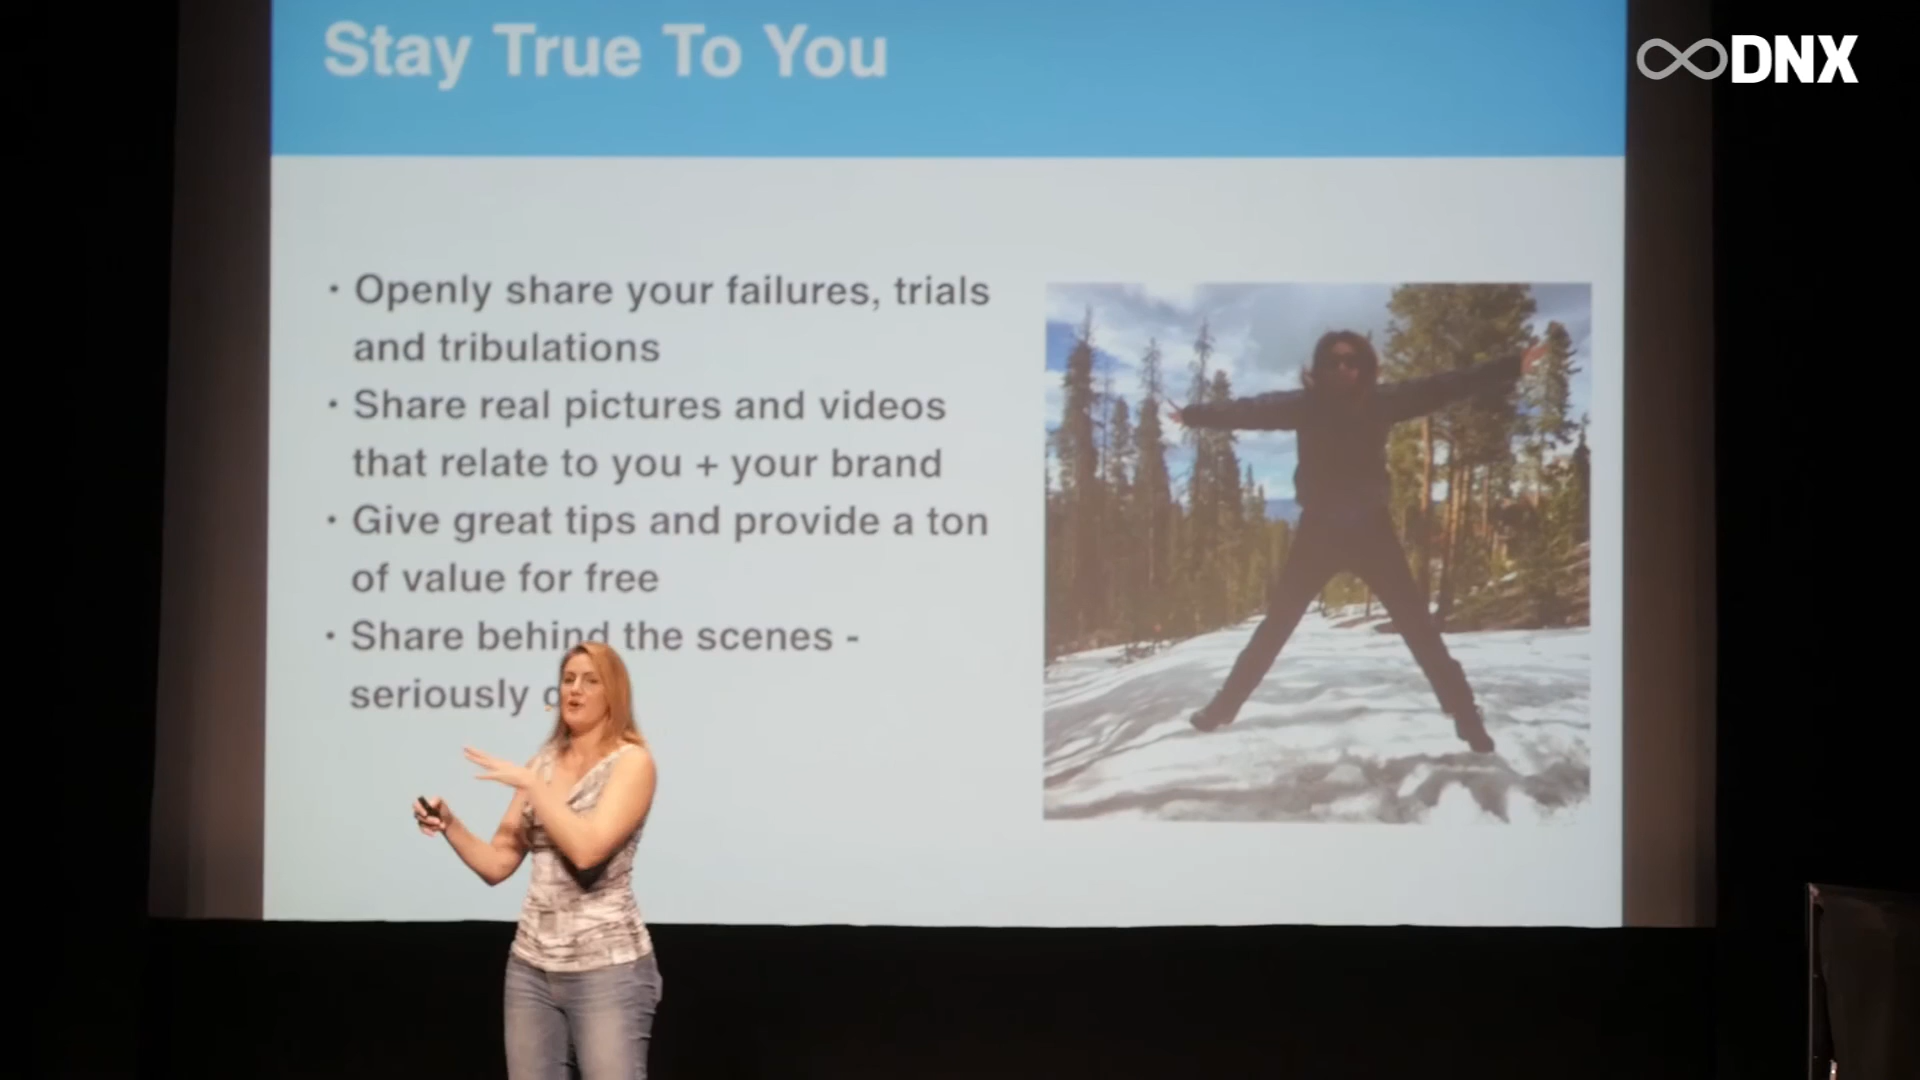 Stay True To You
DNX
· Openly share your failures, trials
and tribulations
· Share real pictures and videos
that relate to you + your brand
· Give great tips and provide a ton
of value for free
· Share behind the scenes -
seriously